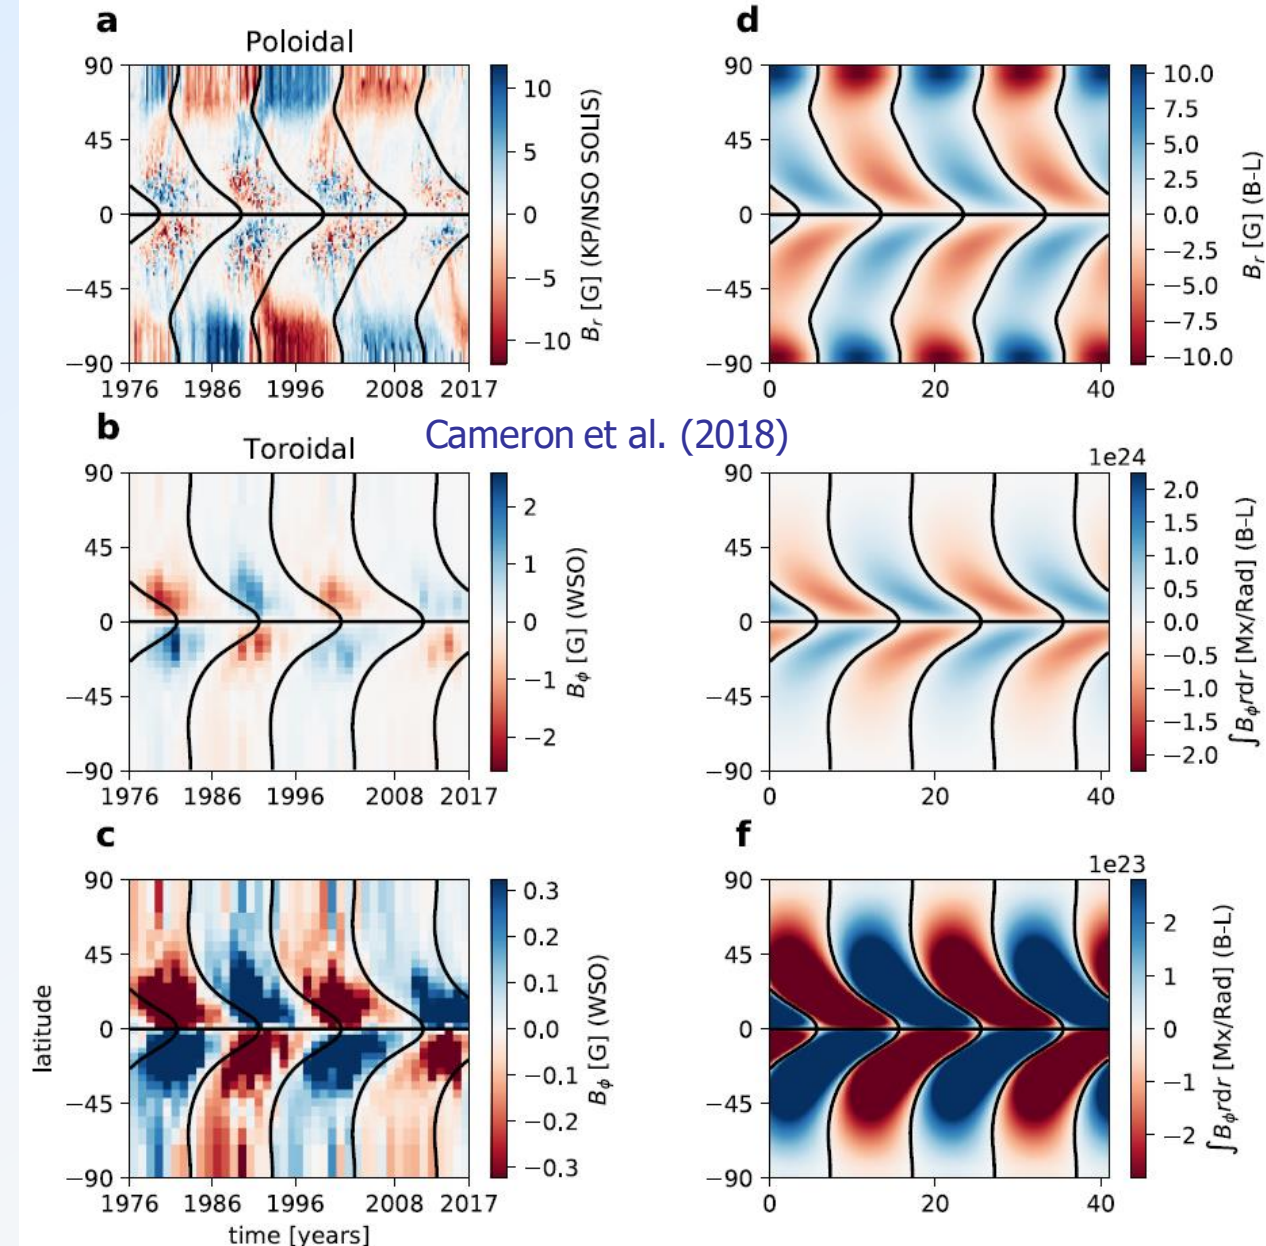 a
Poloidal
90
45
0
−45
−90
1976 1986 1996 2008 2017
10
5
0
−5
−10
B_r [G] (KP/NSO SOLIS)
d
90
45
0
−45
−90
0 20 40
10.0
7.5
5.0
2.5
0.0
−2.5
−5.0
−7.5
−10.0
B_r [G] (B-L)
Cameron et al. (2018)
b
Toroidal
90
45
0
−45
−90
1976 1986 1996 2008 2017
2
1
0
−1
−2
B_ϕ [G] (WSO)
1e24
90
45
0
−45
−90
0 20 40
2.0
1.5
1.0
0.5
0.0
−0.5
−1.0
−1.5
−2.0
∫B_ϕrdr [Mx/Rad] (B-L)
c
latitude
90
45
0
−45
−90
1976 1986 1996 2008 2017
time [years]
0.3
0.2
0.1
0.0
−0.1
−0.2
−0.3
B_ϕ [G] (WSO)
f
1e23
90
45
0
−45
−90
0 20 40
2
1
0
−1
−2
∫B_ϕrdr [Mx/Rad] (B-L)